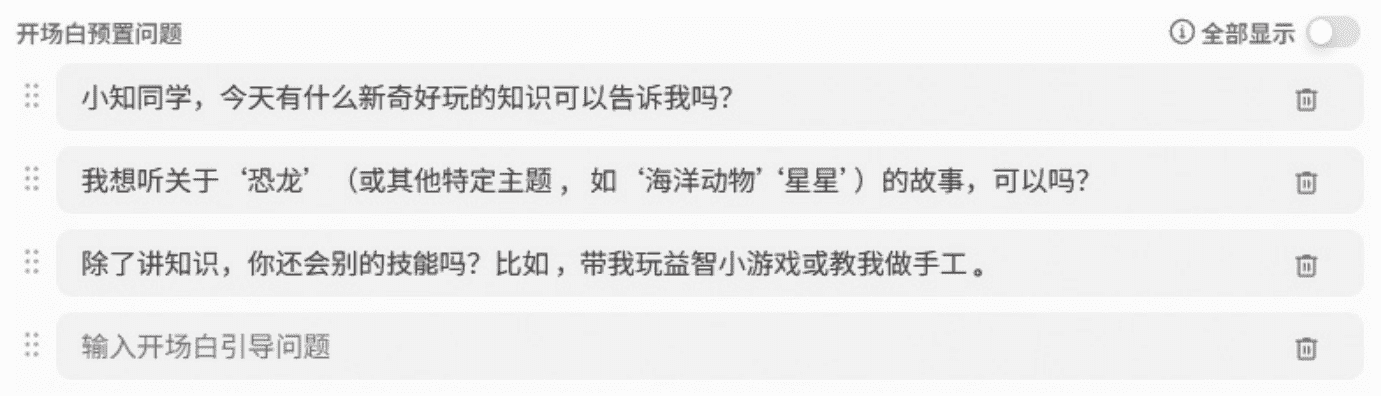 开场白预置问题
全部显示
小知同学，今天有什么新奇好玩的知识可以告诉我吗？
我想听关于‘恐龙’（或其他特定主题，如‘海洋动物’‘星星’）的故事，可以吗？
除了讲知识，你还会别的技能吗？比如，带我玩益智小游戏或教我做手工。
输入开场白引导问题